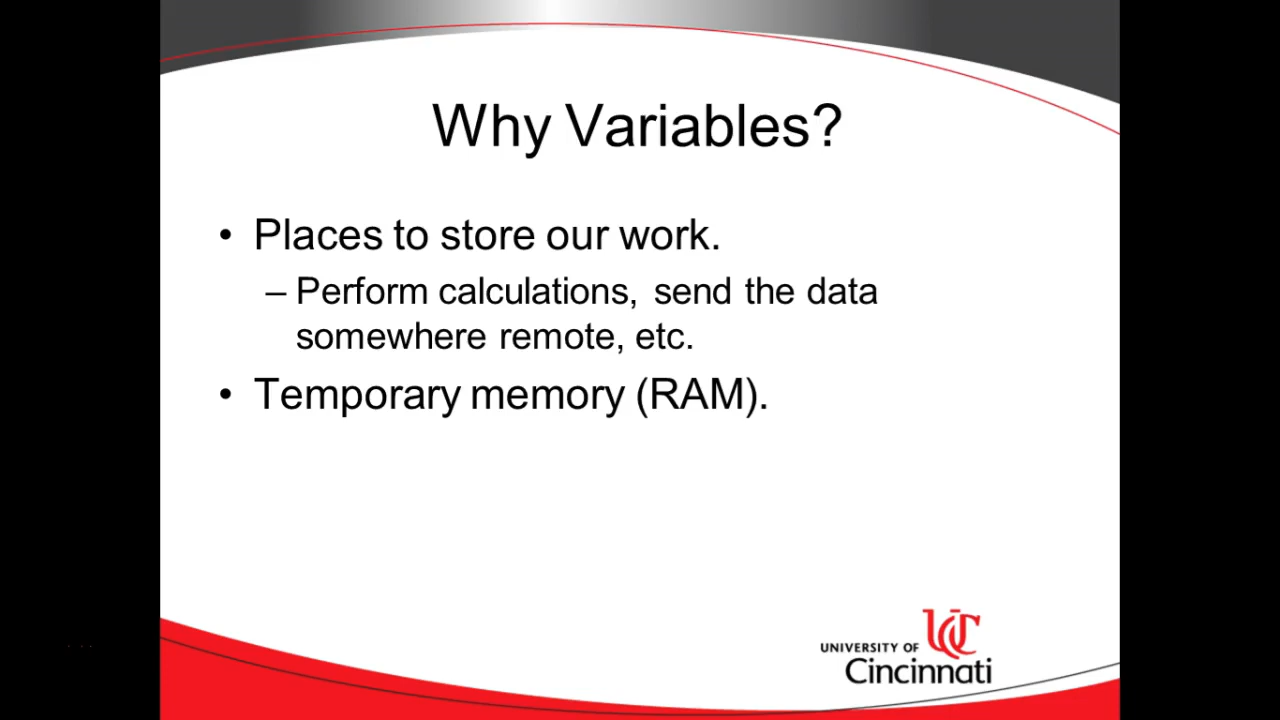 Why Variables?
• Places to store our work.
– Perform calculations, send the data
somewhere remote, etc.
• Temporary memory (RAM).
UC
UNIVERSITY OF
Cincinnati